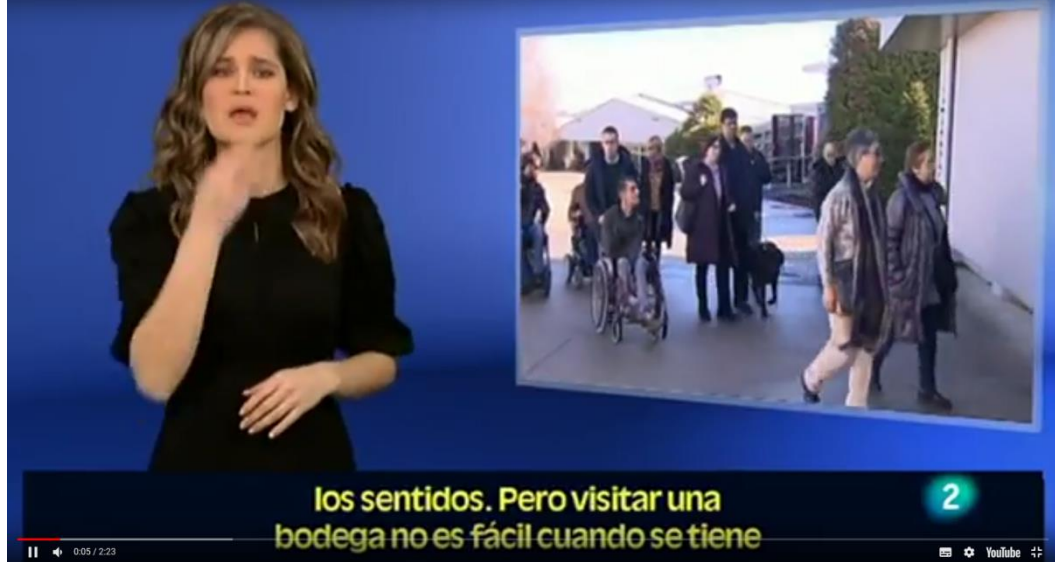 los sentidos. Pero visitar una
bodega no es fácil cuando se tiene
2
0:05 / 2:23
YouTube